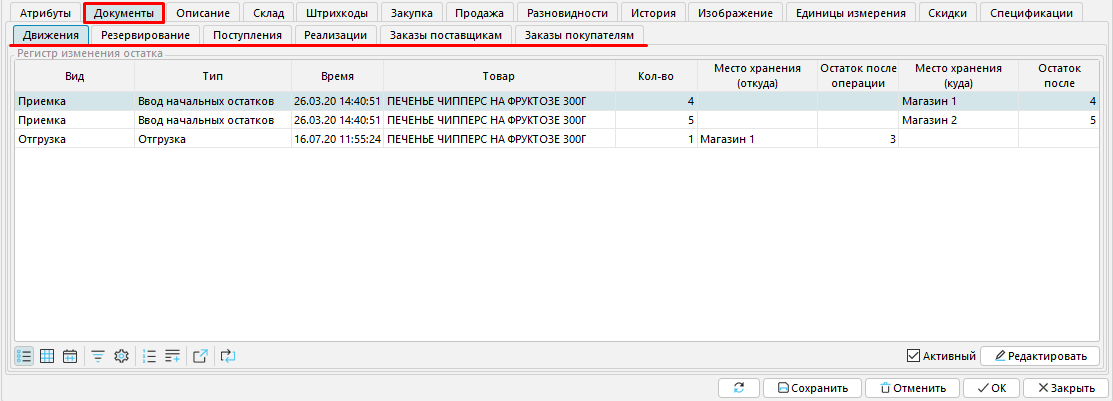 Атрибуты Документы Описание Склад Штрихкоды Закупка Продажа Разновидности История Изображение Единицы измерения Скидки Спецификации
Движения Резервирование Поступления Реализации Заказы поставщикам Заказы покупателям
Регистр изменения остатка
Вид Тип Время Товар Кол-во Место хранения (откуда) Остаток после операции Место хранения (куда) Остаток после
Приемка Ввод начальных остатков 26.03.20 14:40:51 ПЕЧЕНЬЕ ЧИППЕРС НА ФРУКТОЗЕ 300Г 4 Магазин 1 4
Приемка Ввод начальных остатков 26.03.20 14:40:51 ПЕЧЕНЬЕ ЧИППЕРС НА ФРУКТОЗЕ 300Г 5 Магазин 2 5
Отгрузка Отгрузка 16.07.20 11:55:24 ПЕЧЕНЬЕ ЧИППЕРС НА ФРУКТОЗЕ 300Г 1 Магазин 1 3
Активный Редактировать
Сохранить Отменить OK Закрыть